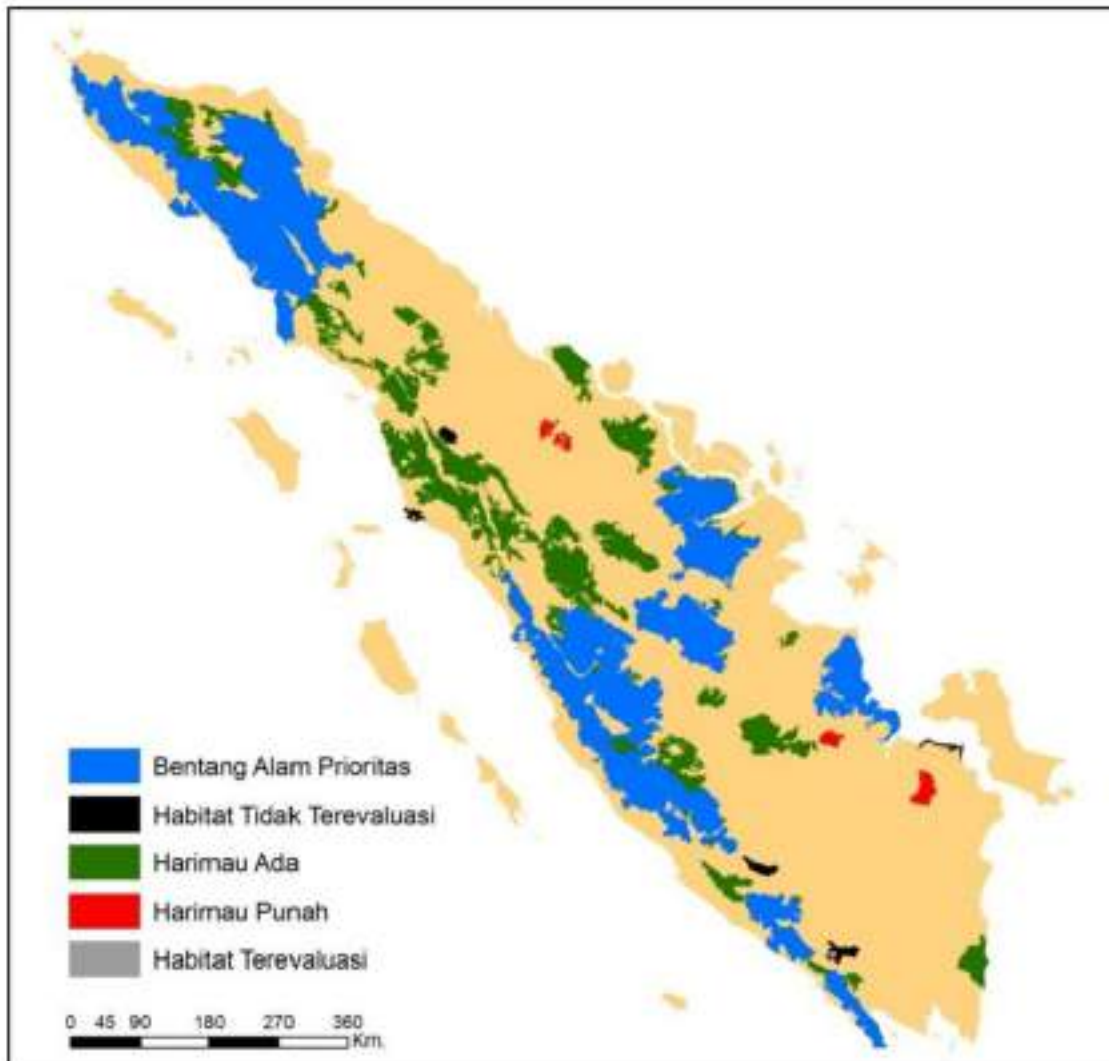 Bentang Alam Prioritas
Habitat Tidak Terevaluasi
Harimau Ada
Harimau Punah
Habitat Terevaluasi
0 45 90 180 270 360
Km.